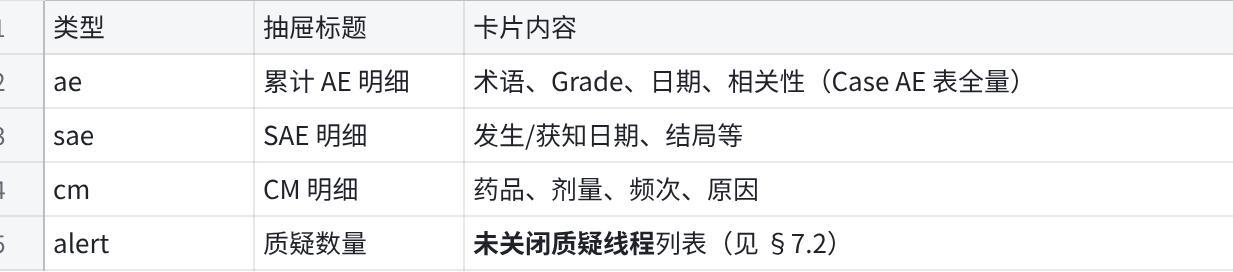 1 类型 抽屉标题 卡片内容
2 ae 累计 AE 明细 术语、Grade、日期、相关性（Case AE 表全量）
3 sae SAE 明细 发生/获知日期、结局等
4 cm CM 明细 药品、剂量、频次、原因
5 alert 质疑数量 未关闭质疑线程列表（见 §7.2）